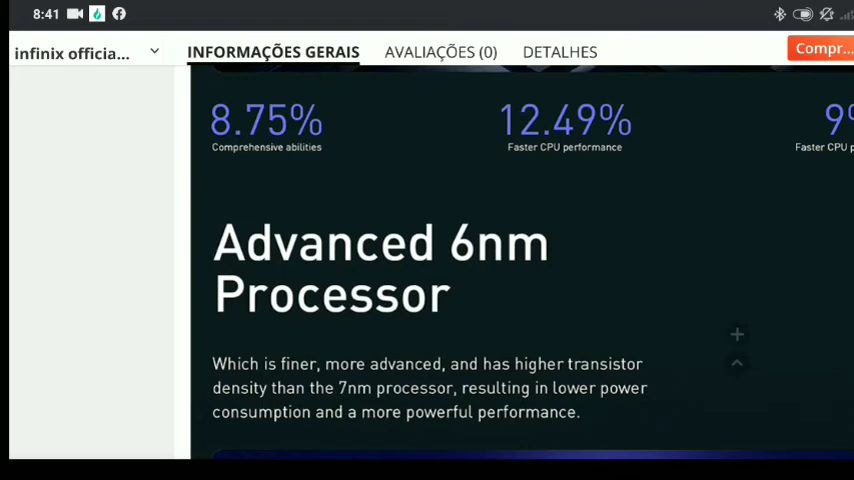 8:41
infinix officia...
INFORMAÇÕES GERAIS
AVALIAÇÕES (0)
DETALHES
Compr...
8.75%
12.49%
9%
Comprehensive abilities
Faster CPU performance
Faster CPU p
Advanced 6nm
Processor
Which is finer, more advanced, and has higher transistor
density than the 7nm processor, resulting in lower power
consumption and a more powerful performance.